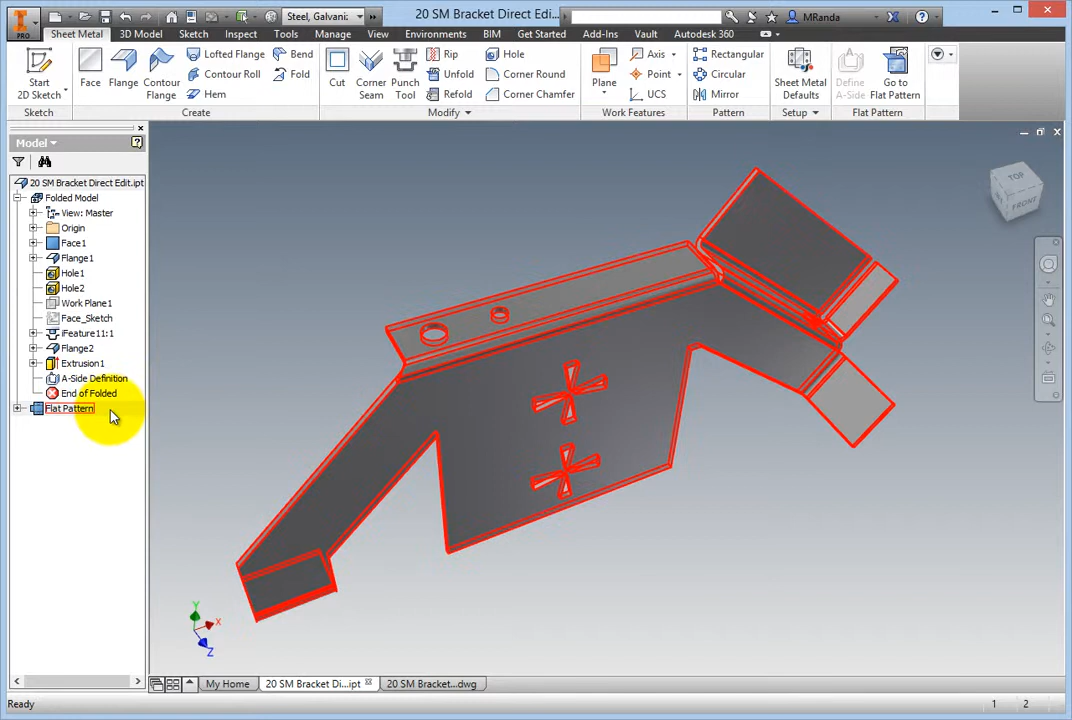 PRO
Steel, Galvani:
20 SM Bracket Direct Edi...
MRanda
Sheet Metal 3D Model Sketch Inspect Tools Manage View Environments BIM Get Started Add-Ins Vault Autodesk 360
Start
2D Sketch
Sketch
Face
Flange
Contour
Flange
Lofted Flange
Contour Roll
Hem
Bend
Fold
Create
Cut
Corner
Seam
Punch
Tool
Rip
Unfold
Refold
Hole
Corner Round
Corner Chamfer
Modify
Plane
Axis
Point
UCS
Work Features
Rectangular
Circular
Mirror
Pattern
Sheet Metal
Defaults
Setup
Define
A-Side
Go to
Flat Pattern
Flat Pattern
Model
20 SM Bracket Direct Edit.ipt
Folded Model
View: Master
Origin
Face1
Flange1
Hole1
Hole2
Work Plane1
Face_Sketch
iFeature11:1
Flange2
Extrusion1
A-Side Definition
End of Folded
Flat Pattern
TOP
FRONT
Y
X
Z
My Home
20 SM Bracket Di...ipt
20 SM Bracket...dwg
Ready
1 2